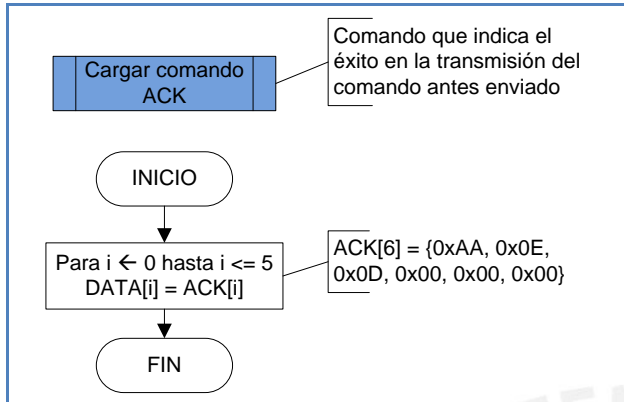 Cargar comando
ACK
Comando que indica el
éxito en la transmisión del
comando antes enviado
INICIO
Para i ← 0 hasta i <= 5
DATA[i] = ACK[i]
ACK[6] = {0xAA, 0x0E,
0x0D, 0x00, 0x00, 0x00}
FIN